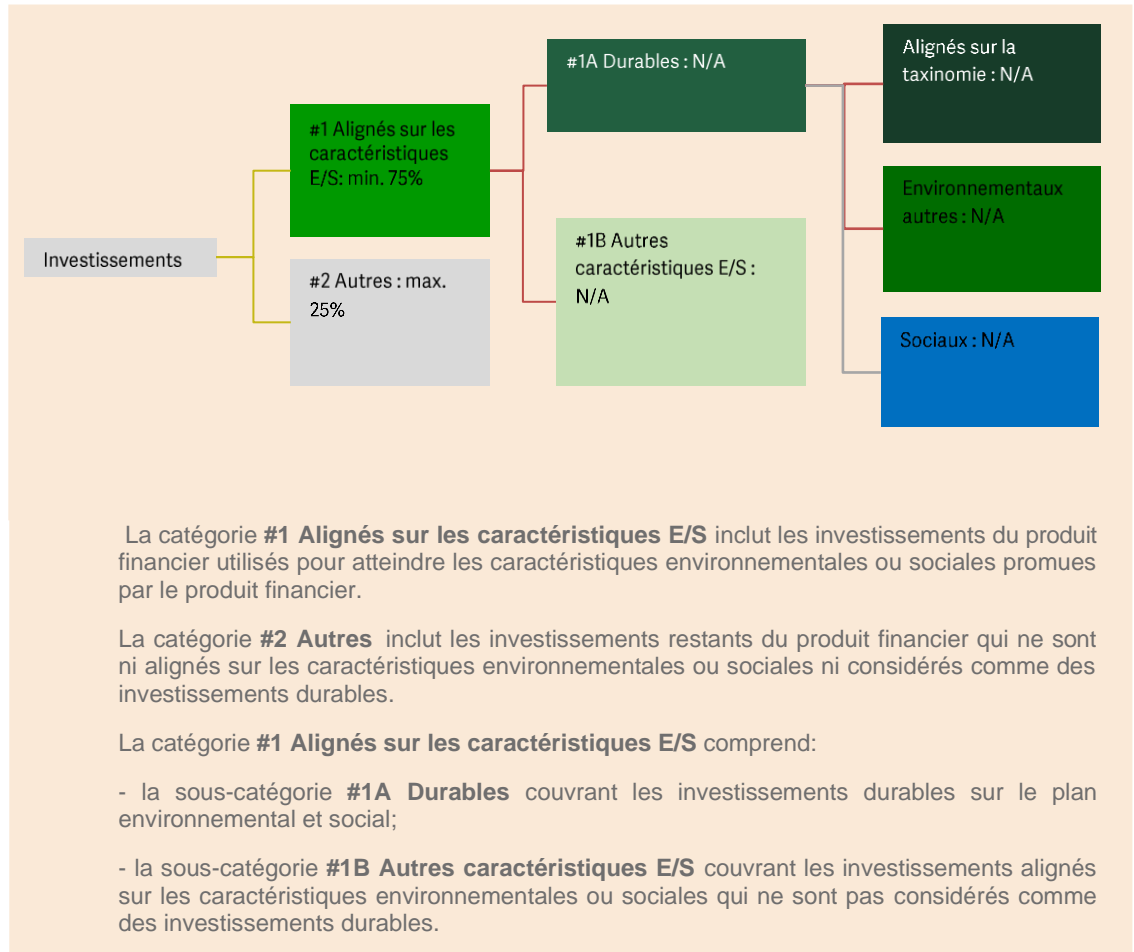 Investissements
#1 Alignés sur les
caractéristiques
E/S: min. 75%
#2 Autres : max.
25%
#1A Durables : N/A
#1B Autres
caractéristiques E/S :
N/A
Alignés sur la
taxinomie : N/A
Environnementaux
autres : N/A
Sociaux : N/A
La catégorie #1 Alignés sur les caractéristiques E/S inclut les investissements du produit
financier utilisés pour atteindre les caractéristiques environnementales ou sociales promues
par le produit financier.
La catégorie #2 Autres inclut les investissements restants du produit financier qui ne sont
ni alignés sur les caractéristiques environnementales ou sociales ni considérés comme des
investissements durables.
La catégorie #1 Alignés sur les caractéristiques E/S comprend:
- la sous-catégorie #1A Durables couvrant les investissements durables sur le plan
environnemental et social;
- la sous-catégorie #1B Autres caractéristiques E/S couvrant les investissements alignés
sur les caractéristiques environnementales ou sociales qui ne sont pas considérés comme
des investissements durables.